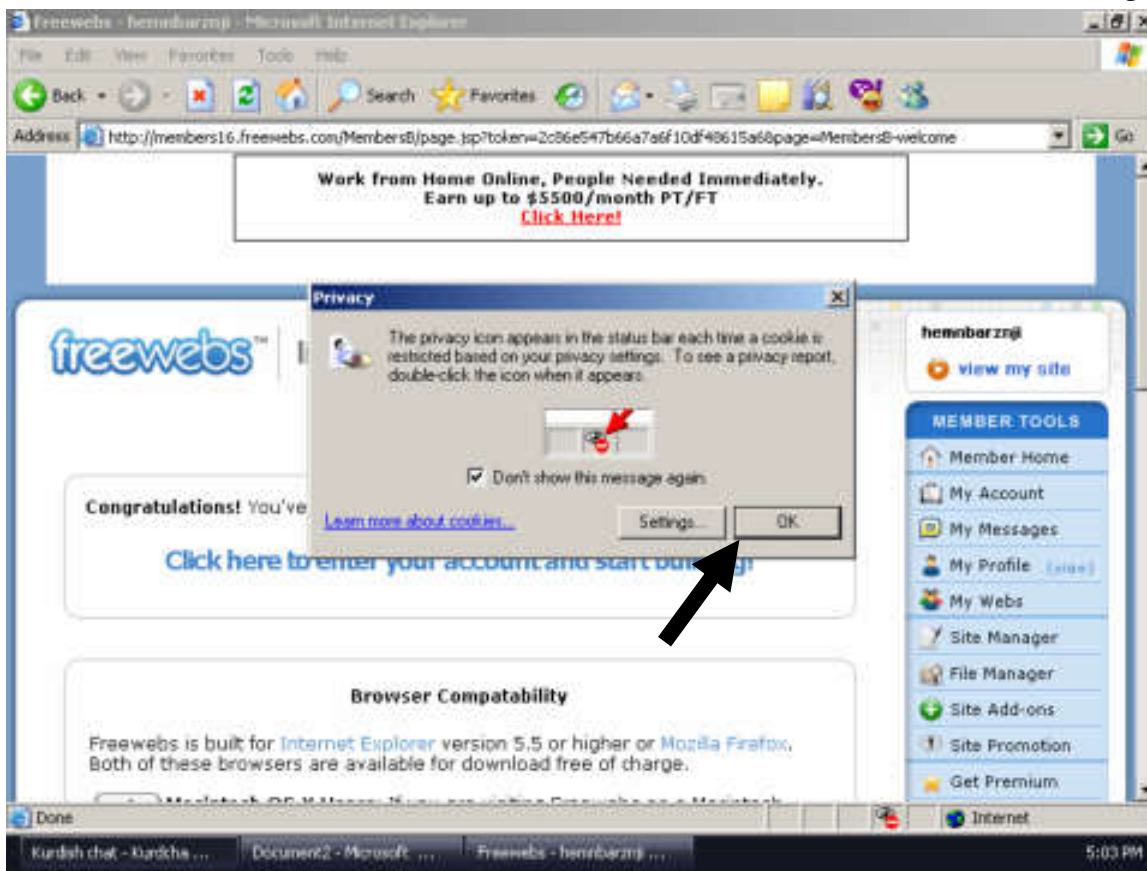 Freewebs - hemnbarznji - Microsoft Internet Explorer
File Edit View Favorites Tools Help
Back Search Favorites
Address http://members16.freewebs.com/MembersB/page.jsp?token=2c86e547b66a7a6f10df48615a68page=MembersB-welcome Go
Work from Home Online, People Needed Immediately.
Earn up to $5500/month PT/FT
Click Here!
Privacy
The privacy icon appears in the status bar each time a cookie is
restricted based on your privacy settings. To see a privacy report,
double-click the icon when it appears.
Don't show this message again
Learn more about cookies...
Settings...
OK
freewebs™
hemnbarznji
view my site
MEMBER TOOLS
Member Home
My Account
My Messages
My Profile (view)
My Webs
Site Manager
File Manager
Site Add-ons
Site Promotion
Get Premium
Congratulations! You've
Click here to enter your account and start building!
Browser Compatability
Freewebs is built for Internet Explorer version 5.5 or higher or Mozilla Firefox.
Both of these browsers are available for download free of charge.
Done
Internet
Kurdish chat - Kurdcha ...
Document2 - Microsoft ...
Freewebs - hemnbarznji ...
5:03 PM